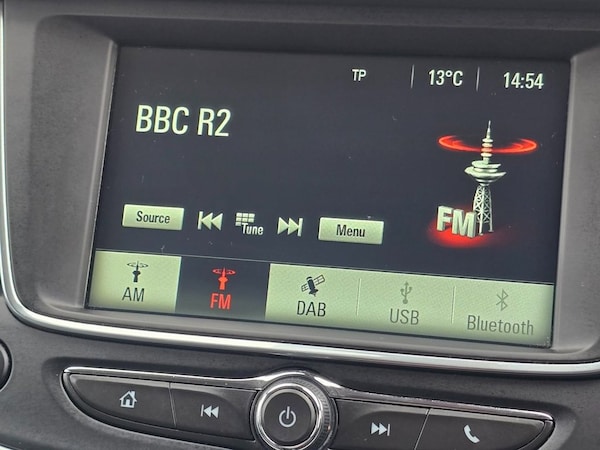 TP 13°C 14:54
BBC R2
FM
Source Tune Menu
AM FM DAB USB Bluetooth